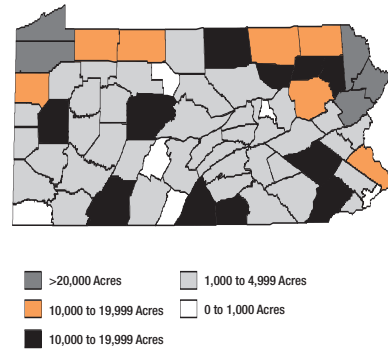 >20,000 Acres
10,000 to 19,999 Acres
10,000 to 19,999 Acres
1,000 to 4,999 Acres
0 to 1,000 Acres